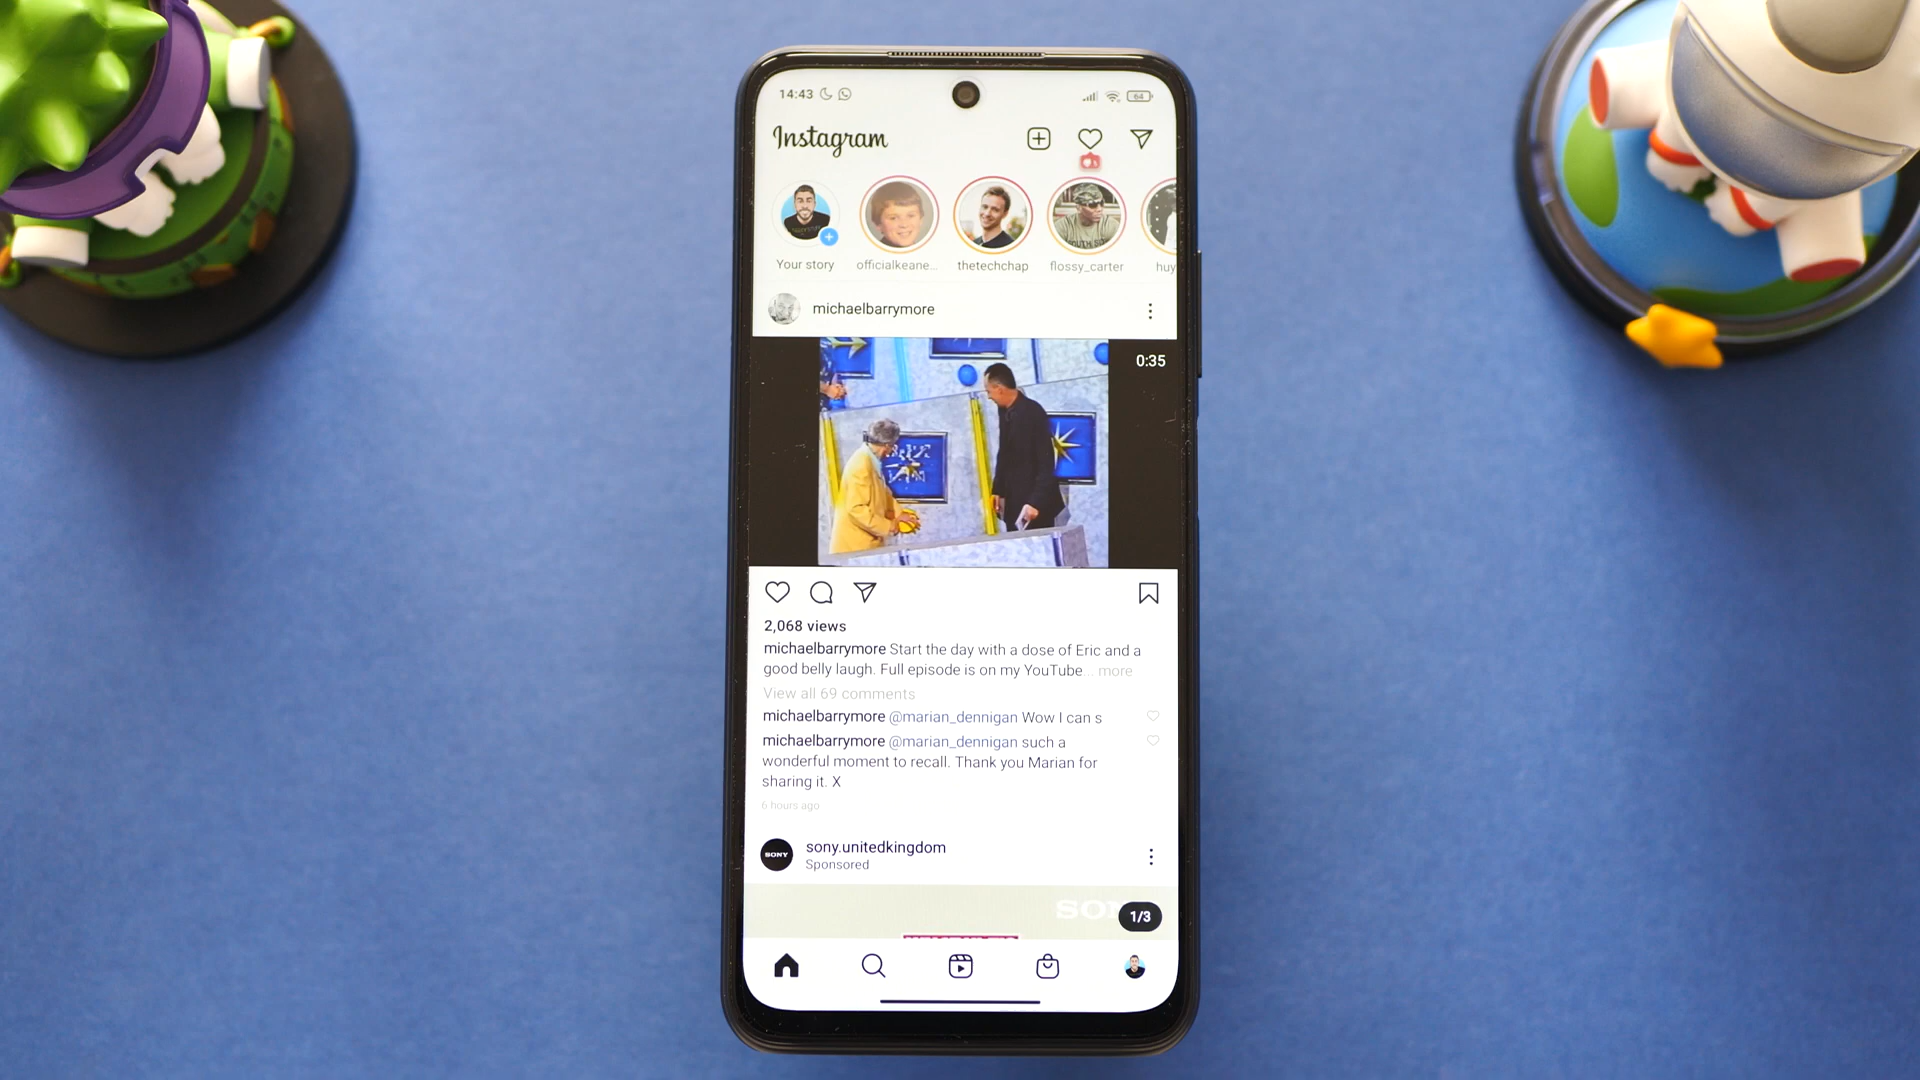 14:43
64
Instagram
Your story
officialkeane...
thetechchap
flossy_carter
huy
michaelbarrymore
0:35
2,068 views
michaelbarrymore Start the day with a dose of Eric and a
good belly laugh. Full episode is on my YouTube... more
View all 69 comments
michaelbarrymore @marian_dennigan Wow I can s
michaelbarrymore @marian_dennigan such a
wonderful moment to recall. Thank you Marian for
sharing it. X
6 hours ago
SONY
sony.unitedkingdom
Sponsored
SON
1/3